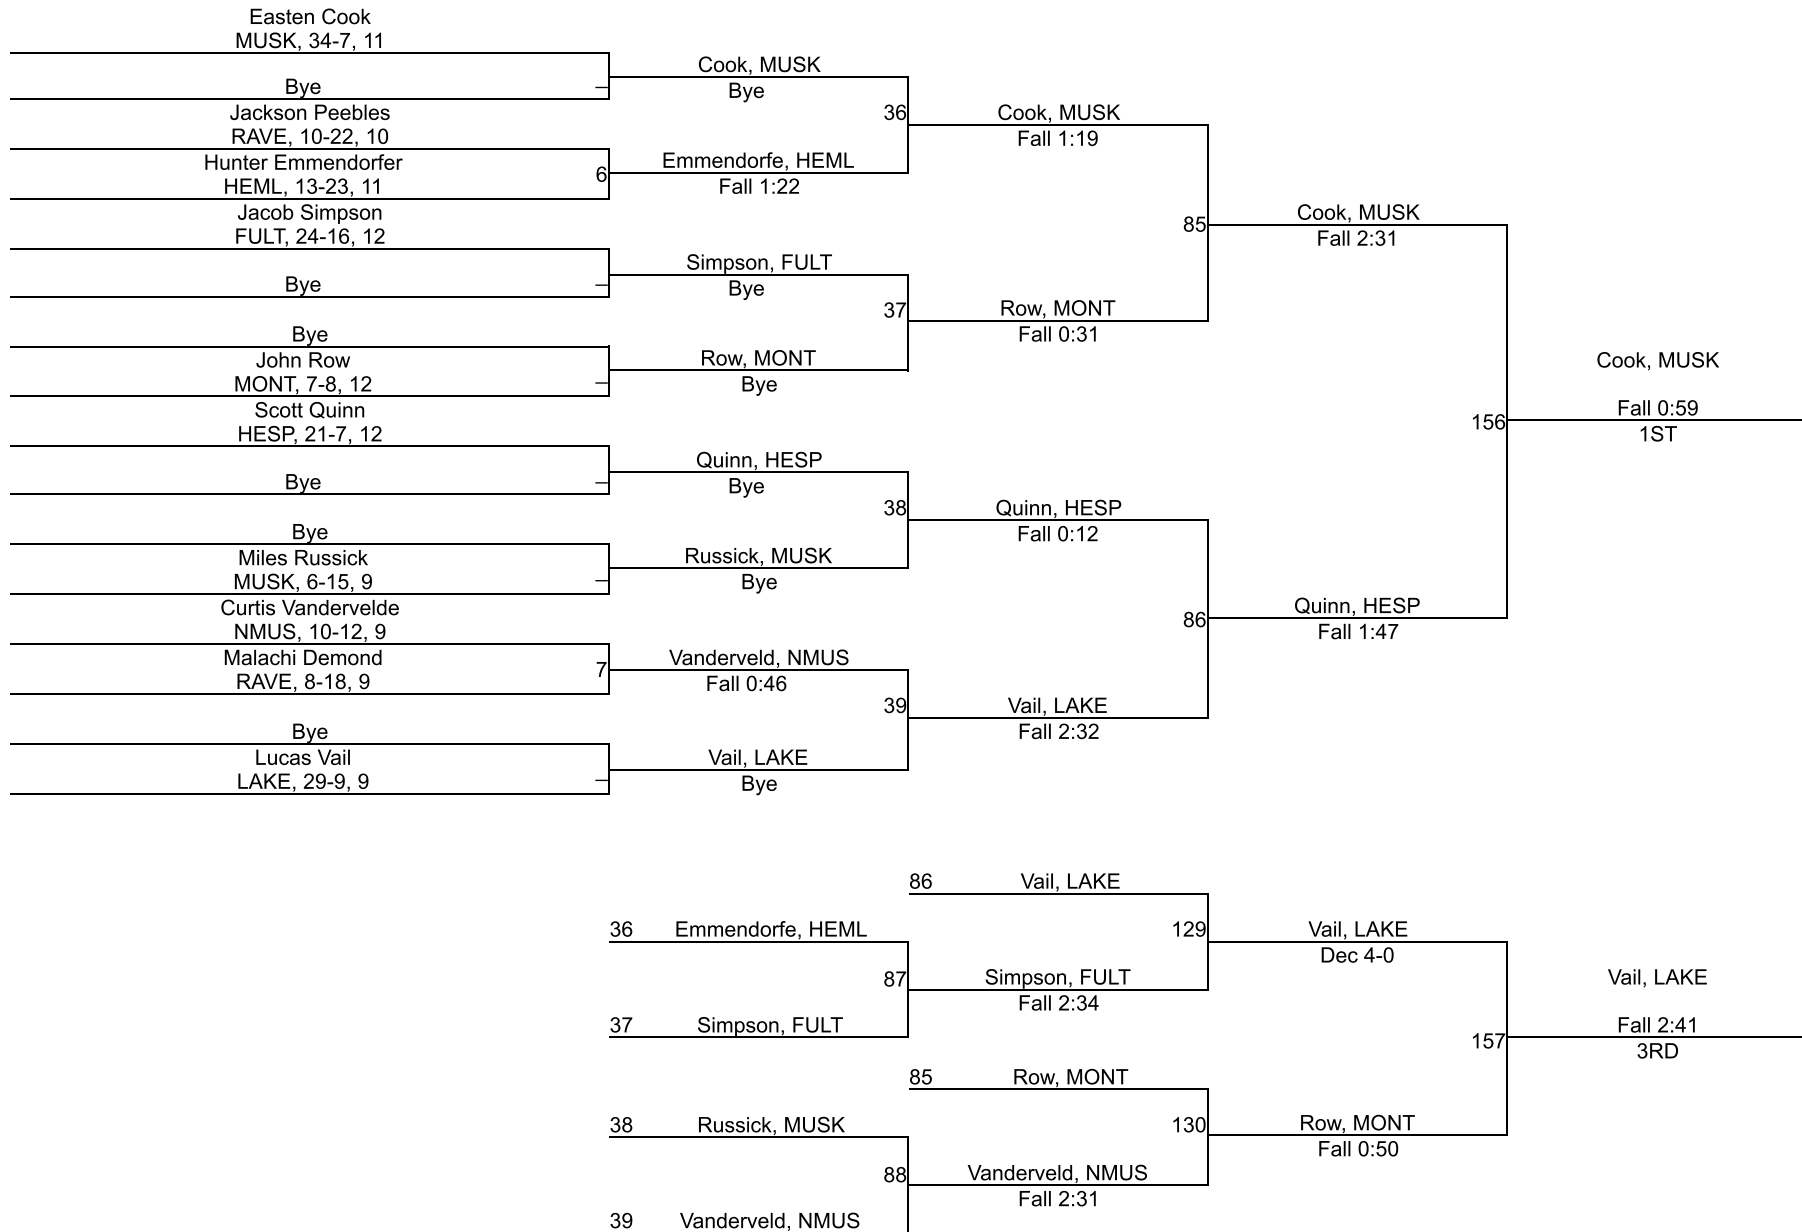 Easten Cook
MUSK, 34-7, 11
Bye
–
Jackson Peebles
RAVE, 10-22, 10
Hunter Emmendorfer
HEML, 13-23, 11
6
Jacob Simpson
FULT, 24-16, 12
Bye
–
Bye
John Row
MONT, 7-8, 12
–
Scott Quinn
HESP, 21-7, 12
Bye
–
Bye
Miles Russick
MUSK, 6-15, 9
–
Curtis Vandervelde
NMUS, 10-12, 9
Malachi Demond
RAVE, 8-18, 9
7
Bye
Lucas Vail
LAKE, 29-9, 9
–
Cook, MUSK
Bye
36
Emmendorfe, HEML
Fall 1:22
Simpson, FULT
Bye
37
Row, MONT
Bye
Quinn, HESP
Bye
38
Russick, MUSK
Bye
Vanderveld, NMUS
Fall 0:46
39
Vail, LAKE
Bye
Cook, MUSK
Fall 1:19
85
Row, MONT
Fall 0:31
Quinn, HESP
Fall 0:12
86
Vail, LAKE
Fall 2:32
Cook, MUSK
Fall 2:31
156
Quinn, HESP
Fall 1:47
Cook, MUSK
Fall 0:59
1ST
86 Vail, LAKE
36 Emmendorfe, HEML
87
37 Simpson, FULT
129
Simpson, FULT
Fall 2:34
85 Row, MONT
38 Russick, MUSK
88
39 Vanderveld, NMUS
130
Vanderveld, NMUS
Fall 2:31
Vail, LAKE
Dec 4-0
157
Row, MONT
Fall 0:50
Vail, LAKE
Fall 2:41
3RD